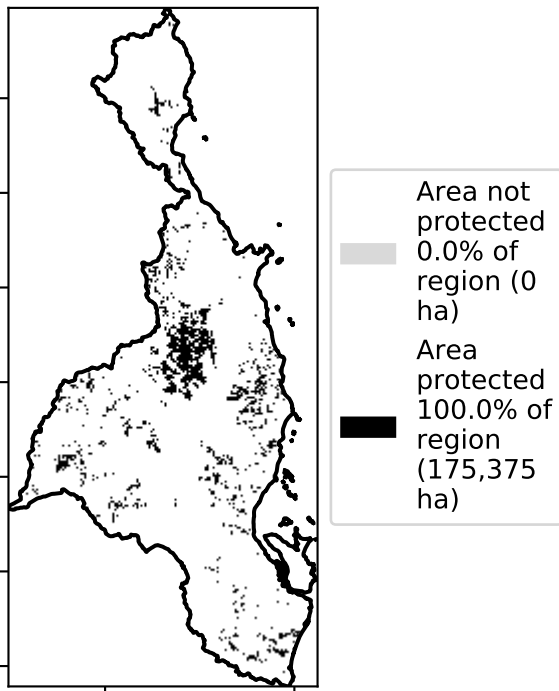 Area not
protected
0.0% of
region (0
ha)
Area
protected
100.0% of
region
(175,375
ha)